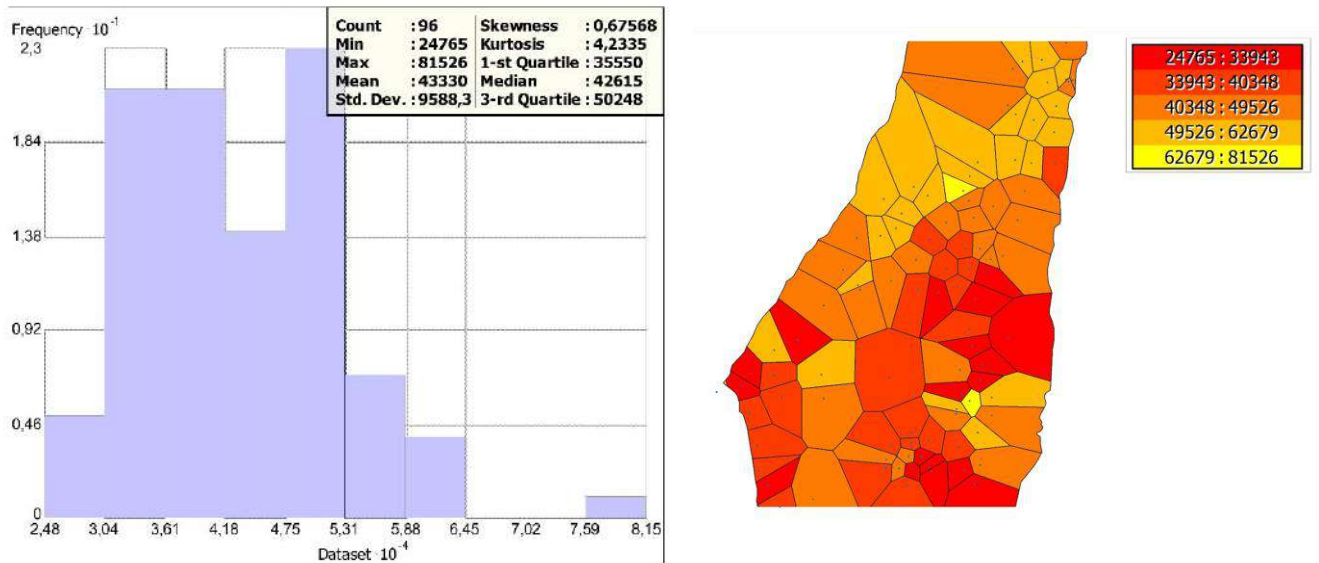 Frequency ·10⁻¹
Count :96 Skewness :0,67568
Min :24765 Kurtosis :4,2335
Max :81526 1-st Quartile :35550
Mean :43330 Median :42615
Std. Dev. :9588,3 3-rd Quartile :50248
2,3
1.84
1.38
0.92
0.46
0
2,48 3,04 3,61 4,18 4,75 5,31 5,88 6,45 7,02 7,59 8,15
Dataset ·10⁻⁴
24765 : 33943
33943 : 40348
40348 : 49526
49526 : 62679
62679 : 81526